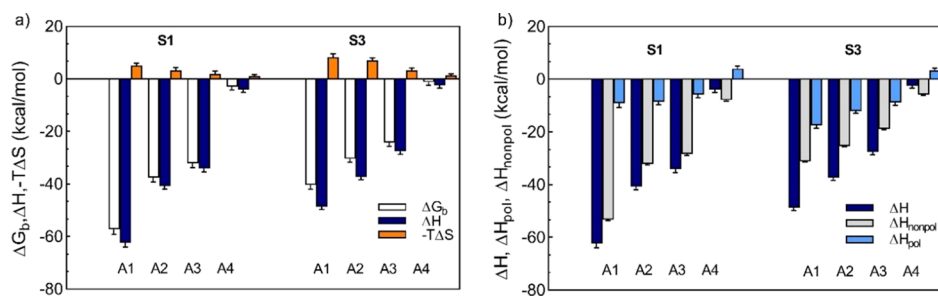 a)
S1
S3
20
0
-20
-40
-60
-80
ΔG_b,ΔH,-TΔS (kcal/mol)
ΔG_b
ΔH
-TΔS
A1 A2 A3 A4
A1 A2 A3 A4
b)
S1
S3
20
0
-20
-40
-60
-80
ΔH, ΔH_pol, ΔH_nonpol (kcal/mol)
ΔH
ΔH_nonpol
ΔH_pol
A1 A2 A3 A4
A1 A2 A3 A4